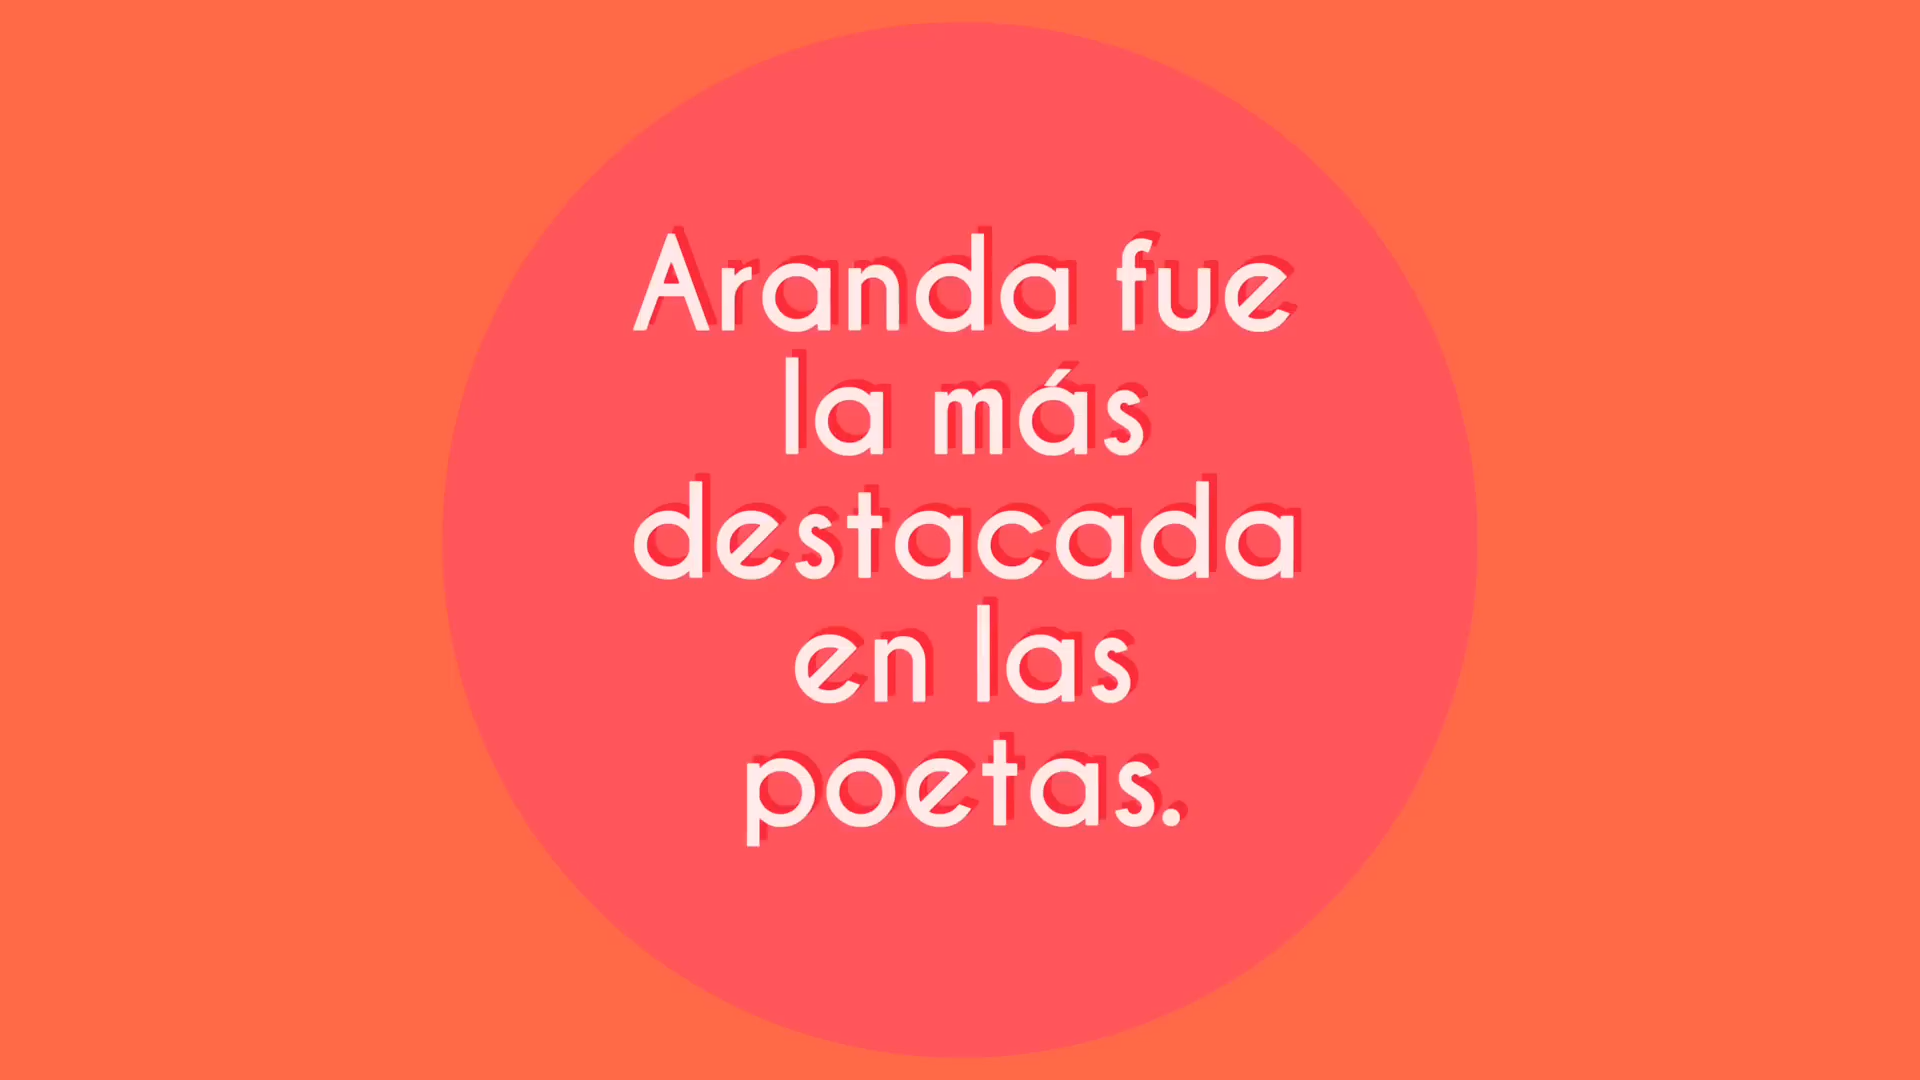 Aranda fue
la más
destacada
en las
poetas.